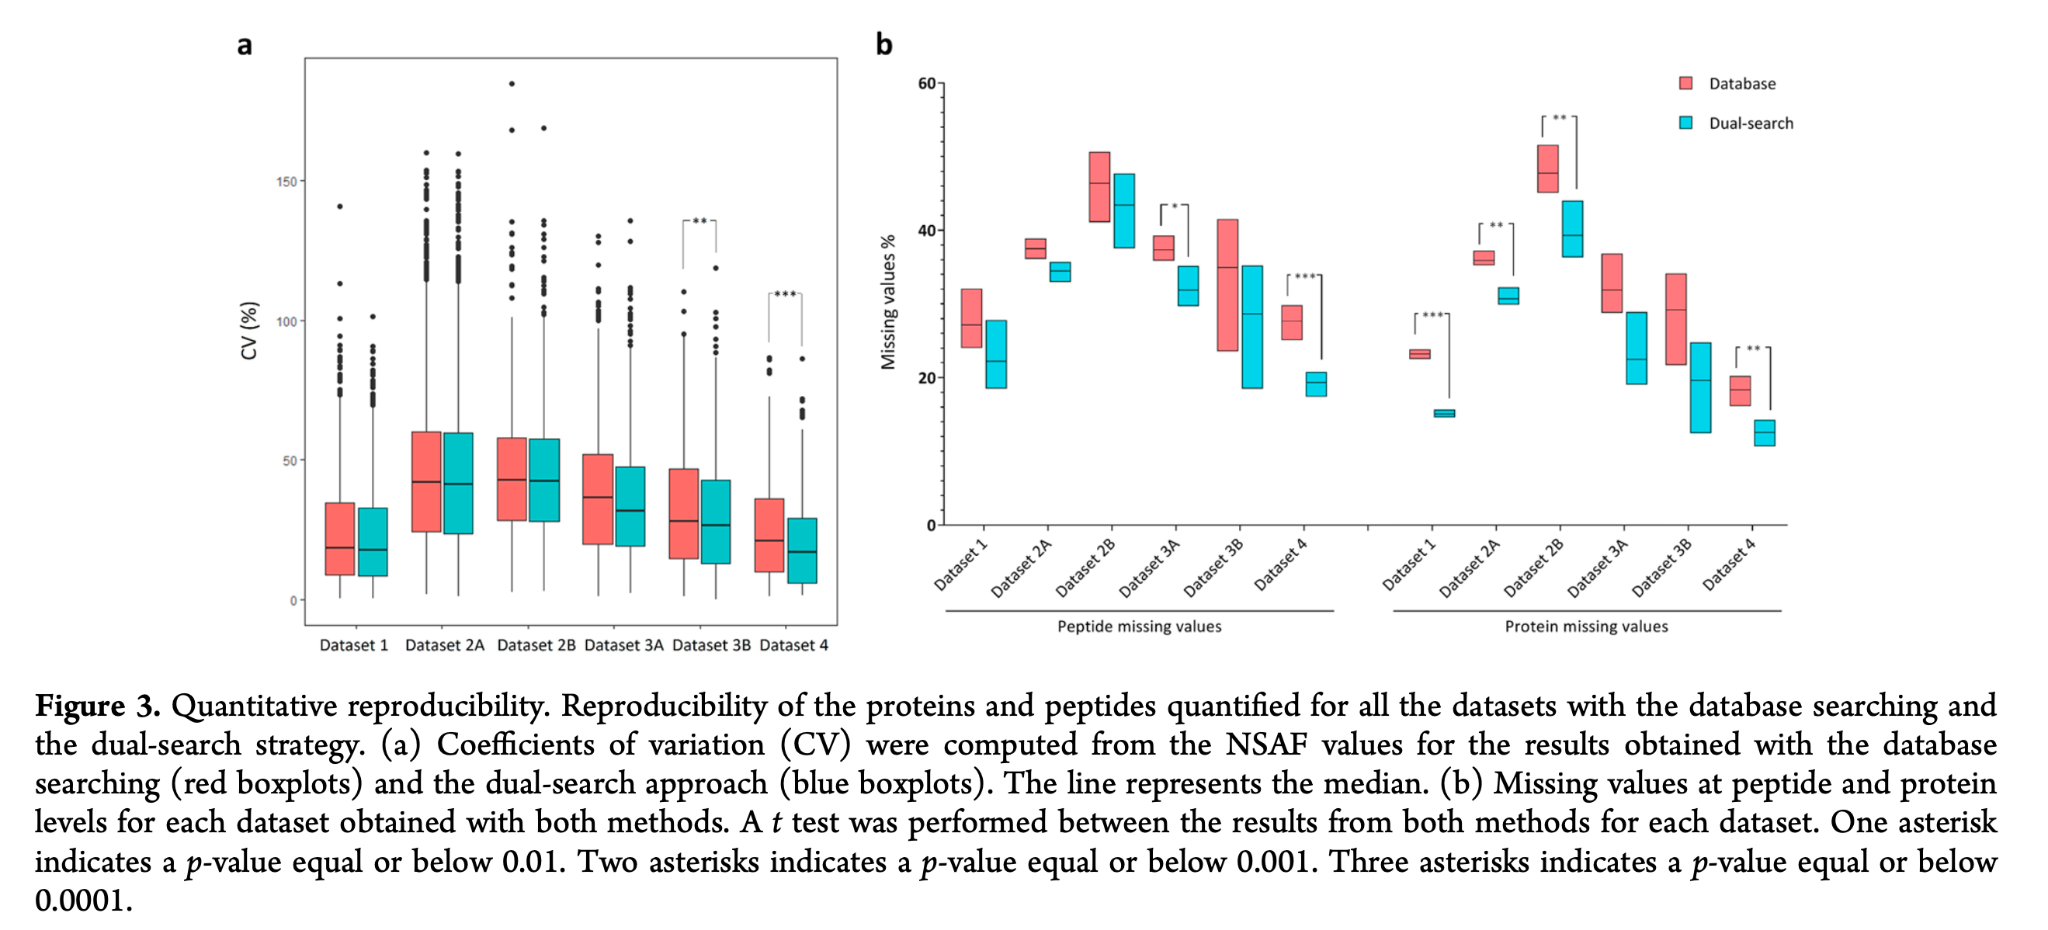 a
b
CV (%)
150
100
50
0
**
***
Dataset 1
Dataset 2A
Dataset 2B
Dataset 3A
Dataset 3B
Dataset 4
Missing values %
60
40
20
0
Database
Dual-search
*
***
***
**
**
**
Dataset 1
Dataset 2A
Dataset 2B
Dataset 3A
Dataset 3B
Dataset 4
Dataset 1
Dataset 2A
Dataset 2B
Dataset 3A
Dataset 3B
Dataset 4
Peptide missing values
Protein missing values
Figure 3. Quantitative reproducibility. Reproducibility of the proteins and peptides quantified for all the datasets with the database searching and
the dual-search strategy. (a) Coefficients of variation (CV) were computed from the NSAF values for the results obtained with the database
searching (red boxplots) and the dual-search approach (blue boxplots). The line represents the median. (b) Missing values at peptide and protein
levels for each dataset obtained with both methods. A t test was performed between the results from both methods for each dataset. One asterisk
indicates a p-value equal or below 0.01. Two asterisks indicates a p-value equal or below 0.001. Three asterisks indicates a p-value equal or below
0.0001.